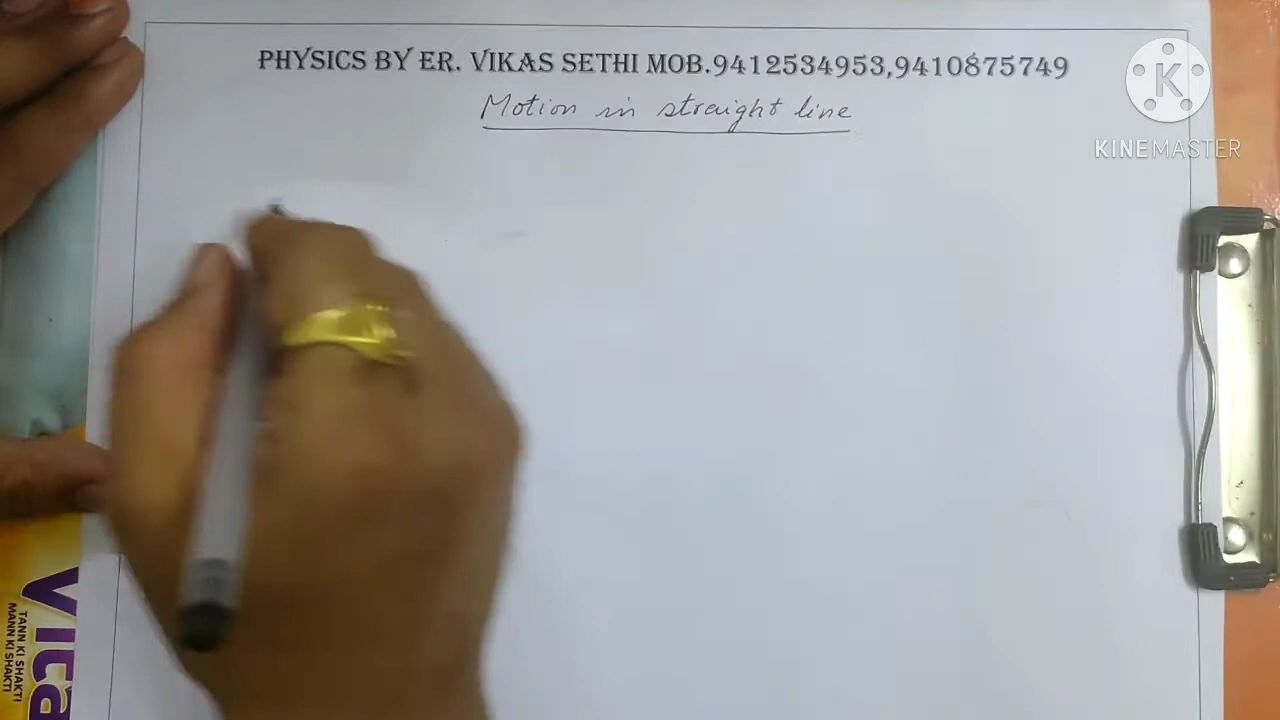 PHYSICS BY ER. VIKAS SETHI MOB.9412534953,9410875749
Motion in straight line
K
KINEMASTER
Vita
TANN KI SHAKTI
MANN KI SHAKTI